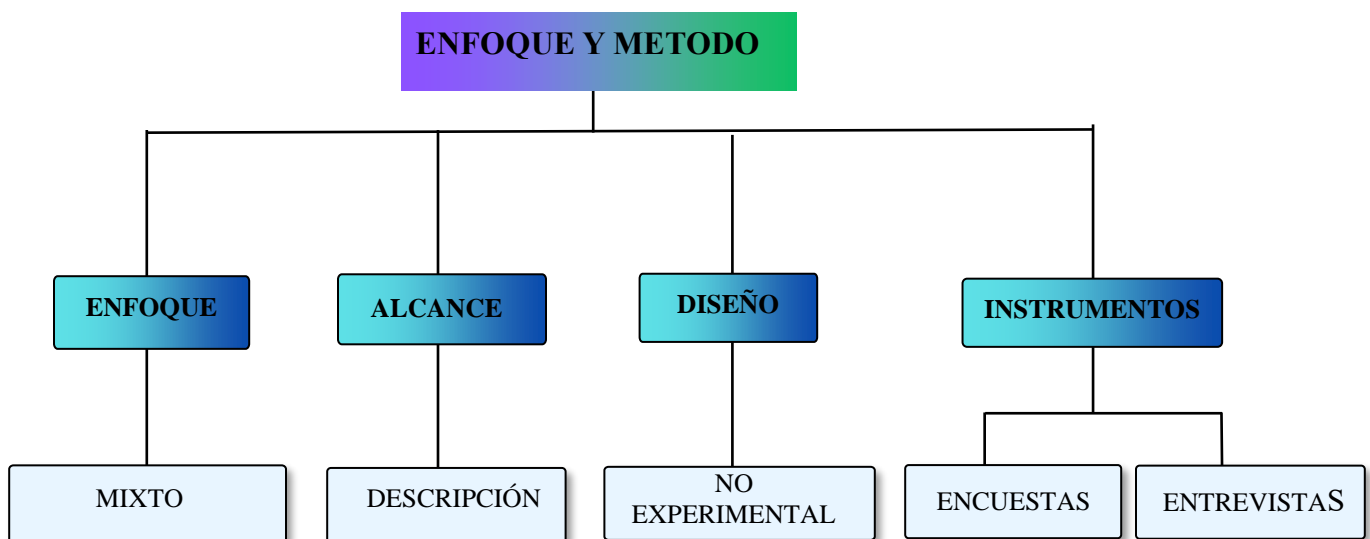 ENFOQUE Y METODO
ENFOQUE
ALCANCE
DISEÑO
INSTRUMENTOS
MIXTO
DESCRIPCIÓN
NO
EXPERIMENTAL
ENCUESTAS
ENTREVISTAS